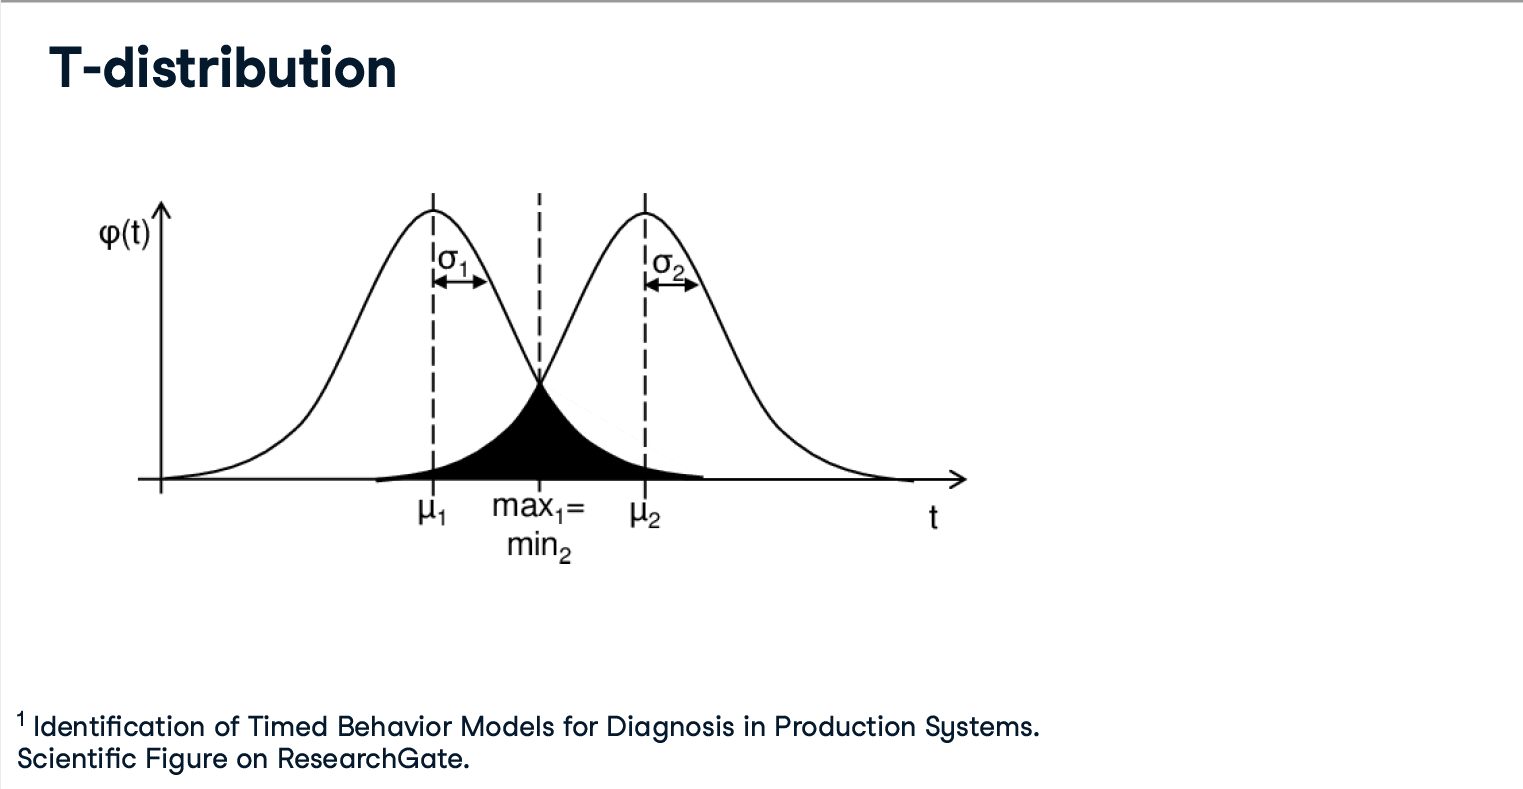 T-distribution
φ(t)
σ₁
σ₂
μ₁
max₁=
min₂
μ₂
t
¹ Identification of Timed Behavior Models for Diagnosis in Production Systems.
Scientific Figure on ResearchGate.